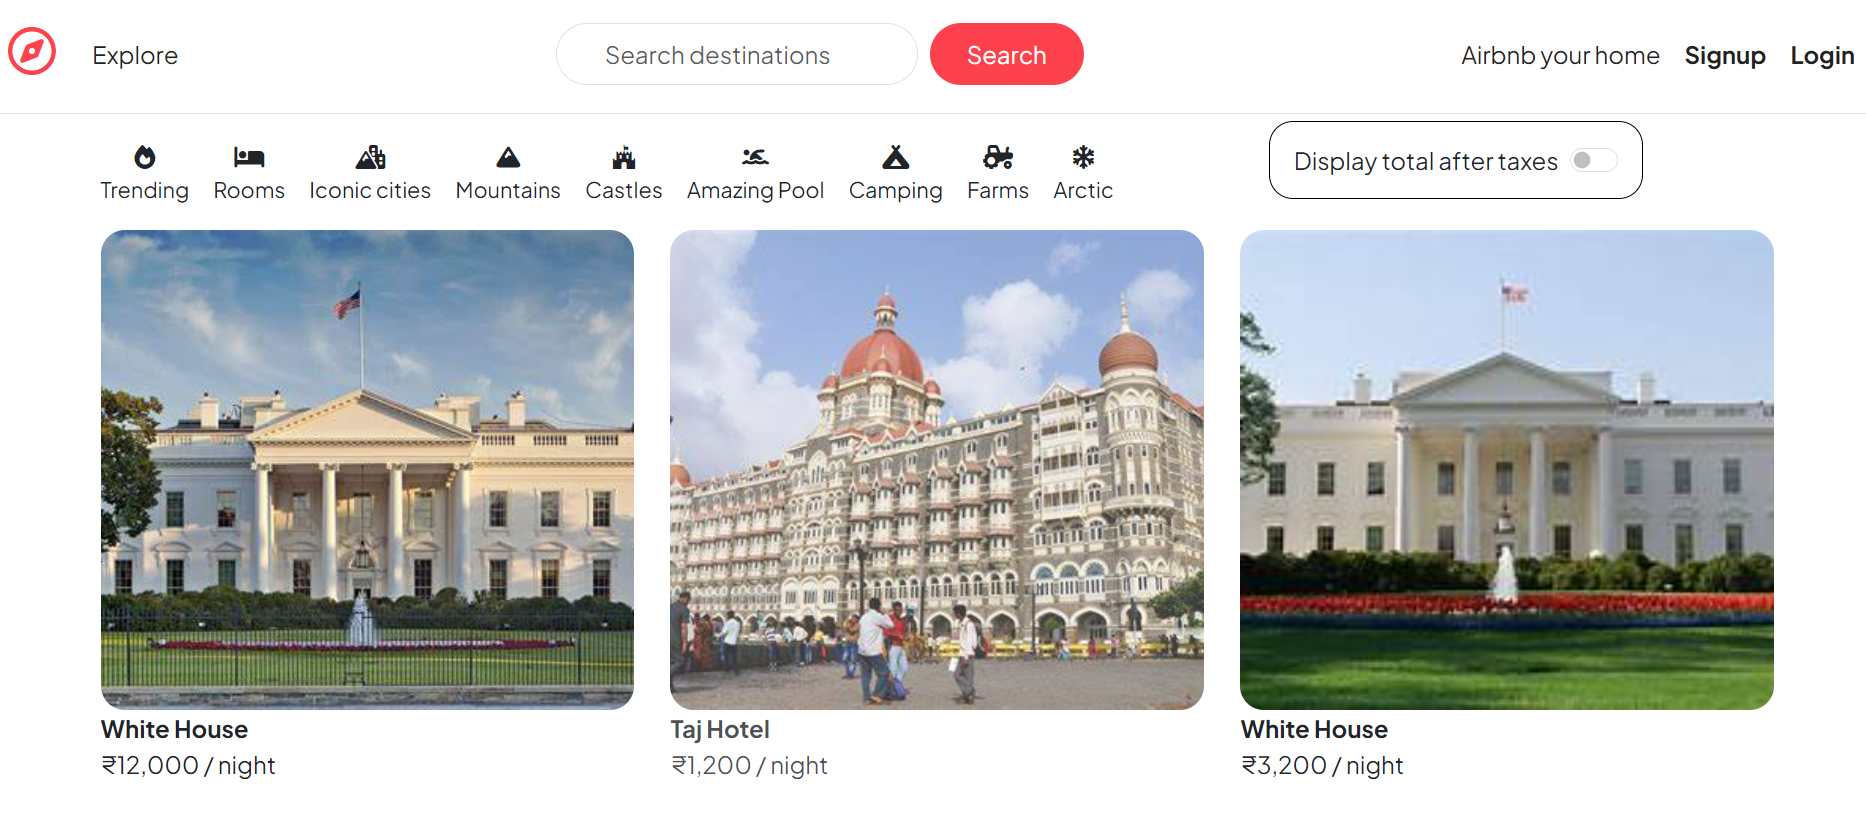 Explore
Search destinations
Search
Airbnb your home Signup Login
Trending Rooms Iconic cities Mountains Castles Amazing Pool Camping Farms Arctic
Display total after taxes
White House
₹12,000 / night
Taj Hotel
₹1,200 / night
White House
₹3,200 / night